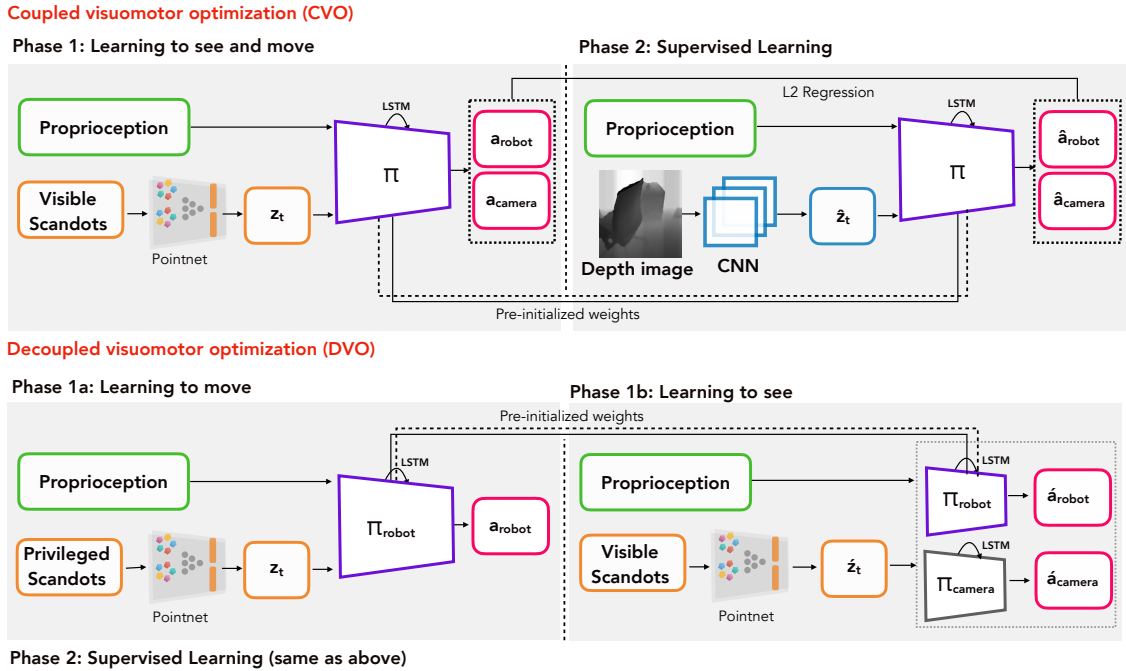 Coupled visuomotor optimization (CVO)
Phase 1: Learning to see and move
Proprioception
Visible
Scandots
Pointnet
zt
LSTM
Π
arobot
acamera
Phase 2: Supervised Learning
L2 Regression
Proprioception
Depth image
CNN
ẑt
LSTM
Π
ârobot
âcamera
Pre-initialized weights
Decoupled visuomotor optimization (DVO)
Phase 1a: Learning to move
Proprioception
Privileged
Scandots
Pointnet
zt
LSTM
Πrobot
arobot
Phase 1b: Learning to see
Pre-initialized weights
Proprioception
Visible
Scandots
Pointnet
źt
LSTM
Πrobot
árobot
LSTM
Πcamera
ácamera
Phase 2: Supervised Learning (same as above)